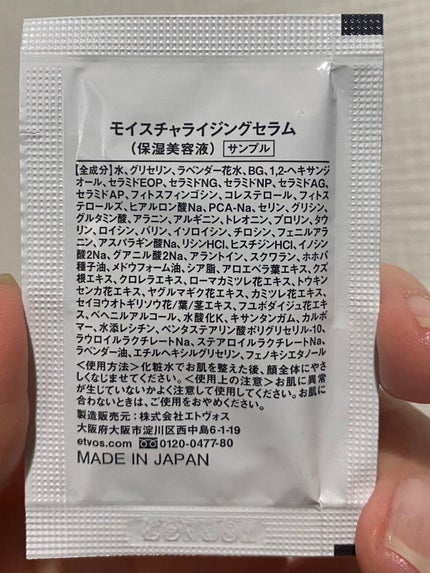 モイスチャライジングセラム
（保湿美容液） サンプル
【全成分】水、グリセリン、ラベンダー花水、BG、1,2-ヘキサンジ
オール、セラミドEOP、セラミドNG、セラミドNP、セラミドAG、
セラミドAP、フィトスフィンゴシン、コレステロール、フィトス
テロールズ、ヒアルロン酸Na、PCA-Na、セリン、グリシン、
グルタミン酸、アラニン、アルギニン、トレオニン、プロリン、タウ
リン、ロイシン、バリン、イソロイシン、チロシン、フェニルアラ
ニン、アスパラギン酸Na、リシンHCl、ヒスチジンHCl、イノシン
酸2Na、グアニル酸2Na、アラントイン、スクワラン、ホホバ
種子油、メドウフォーム油、シア脂、アロエベラ葉エキス、クズ
根エキス、クロレラエキス、ローマカミツレ花エキス、トウキン
センカ花エキス、ヤグルマギク花エキス、カミツレ花エキス、
セイヨウオトギリソウ花/葉/茎エキス、フユボダイジュ花エキ
ス、ベヘニルアルコール、水酸化K、キサンタンガム、カルボ
マー、水添レシチン、ペンタステアリン酸ポリグリセリル-10、
ラウロイルラクチレートNa、ステアロイルラクチレートNa、
ラベンダー油、エチルヘキシルグリセリン、フェノキシエタノール
＜使用方法＞化粧水でお肌を整えた後、顔全体にやさ
しくなじませてください。＜使用上の注意＞お肌に異常
が生じていないかよく注意して使用してください。お肌に
合わないときは、ご使用をおやめください。
製造販売元：株式会社エトヴォス
大阪府大阪市淀川区西中島6-1-19
etvos.com 0120-0477-80
MADE IN JAPAN